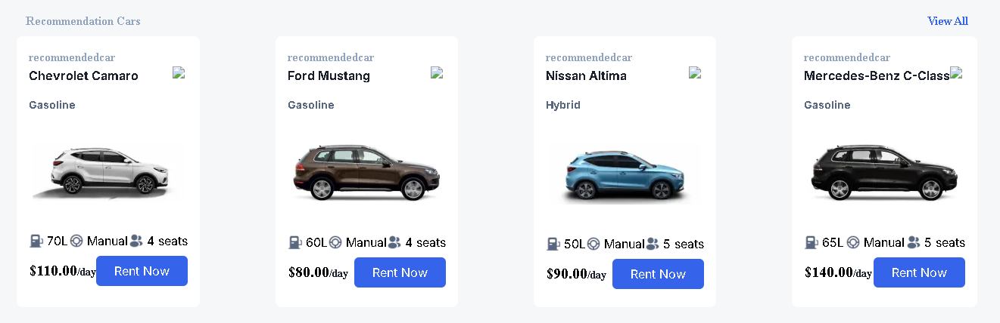 Recommendation Cars
View All
recommendedcar
Chevrolet Camaro
Gasoline
70L Manual 4 seats
$110.00/day Rent Now
recommendedcar
Ford Mustang
Gasoline
60L Manual 4 seats
$80.00/day Rent Now
recommendedcar
Nissan Altima
Hybrid
50L Manual 5 seats
$90.00/day Rent Now
recommendedcar
Mercedes-Benz C-Class
Gasoline
65L Manual 5 seats
$140.00/day Rent Now